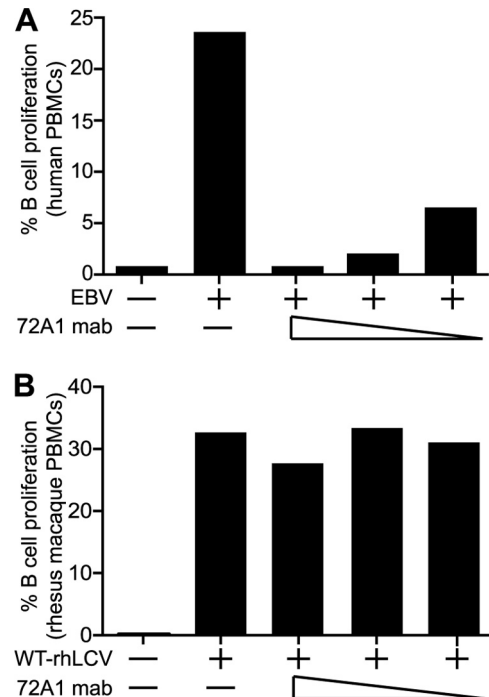 A
% B cell proliferation
(human PBMCs)
25
20
15
10
5
0
EBV — + + + +
72A1 mab — —
B
% B cell proliferation
(rhesus macaque PBMCs)
40
30
20
10
0
WT-rhLCV — + + + +
72A1 mab — —